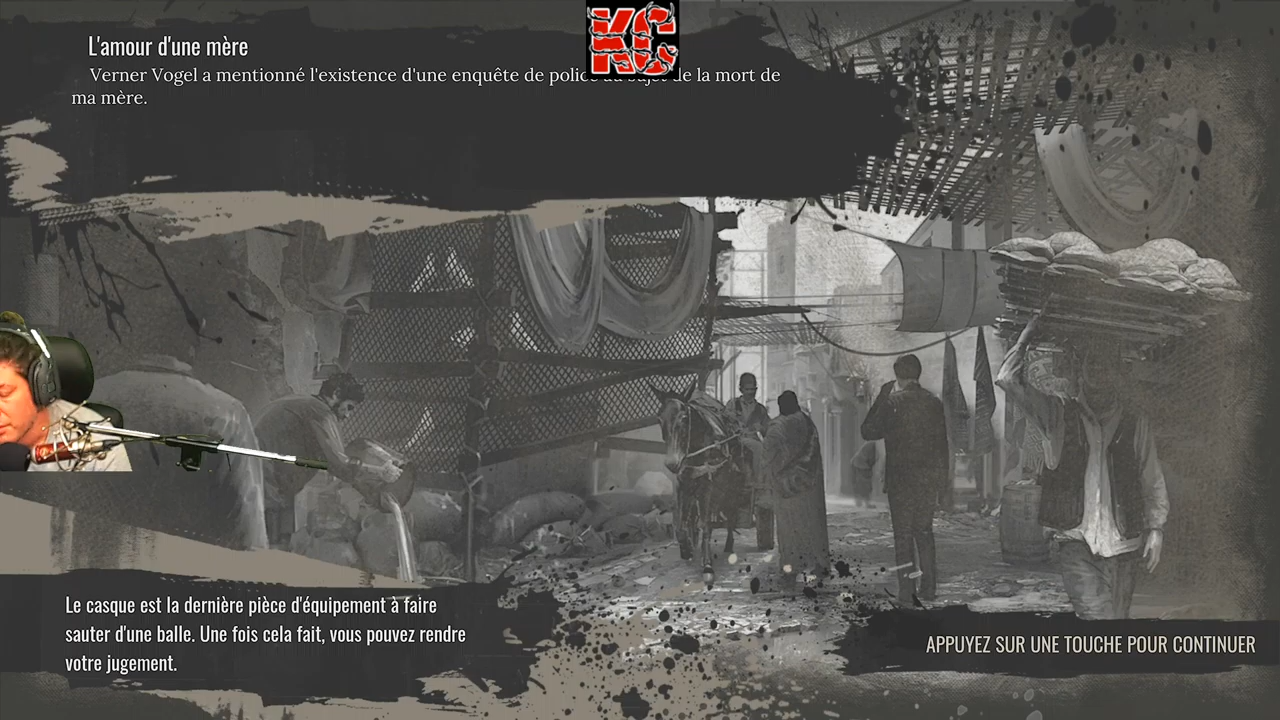 KC
L'amour d'une mère
Verner Vogel a mentionné l'existence d'une enquête de police au sujet de la mort de
ma mère.
Le casque est la dernière pièce d'équipement à faire
sauter d'une balle. Une fois cela fait, vous pouvez rendre
votre jugement.
APPUYEZ SUR UNE TOUCHE POUR CONTINUER